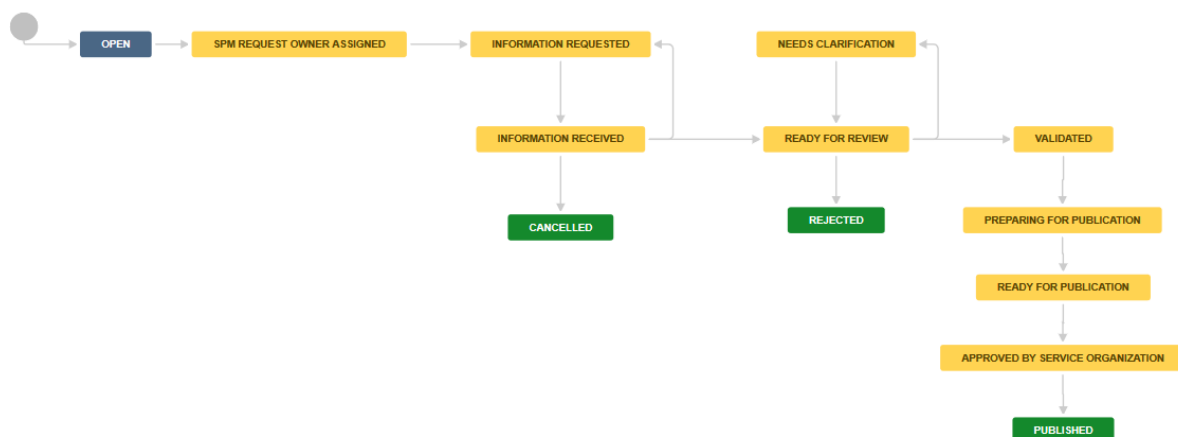 OPEN
SPM REQUEST OWNER ASSIGNED
INFORMATION REQUESTED
NEEDS CLARIFICATION
INFORMATION RECEIVED
READY FOR REVIEW
VALIDATED
CANCELLED
REJECTED
PREPARING FOR PUBLICATION
READY FOR PUBLICATION
APPROVED BY SERVICE ORGANIZATION
PUBLISHED